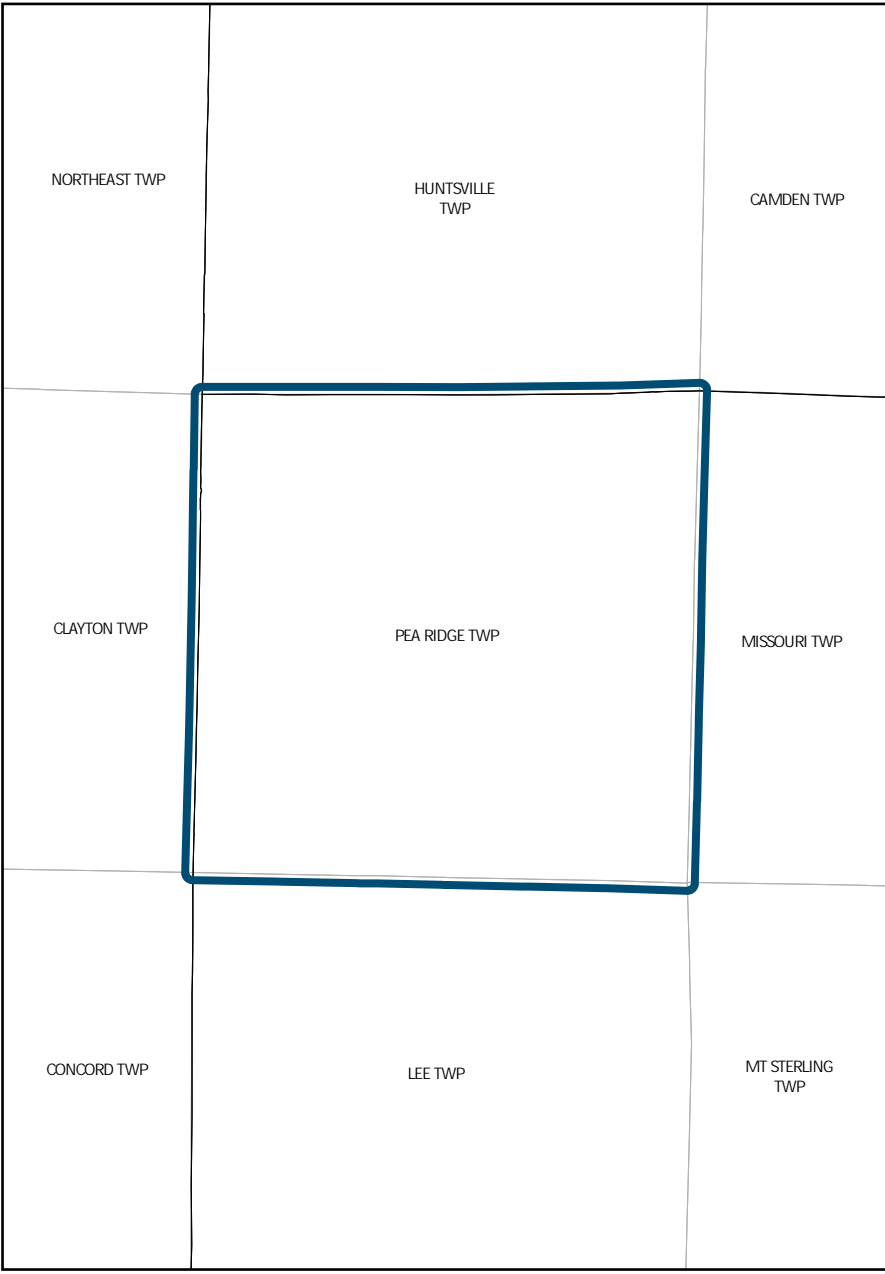 NORTHEAST TWP
HUNTSVILLE
TWP
CAMDEN TWP
CLAYTON TWP
PEA RIDGE TWP
MISSOURI TWP
CONCORD TWP
LEE TWP
MT STERLING
TWP